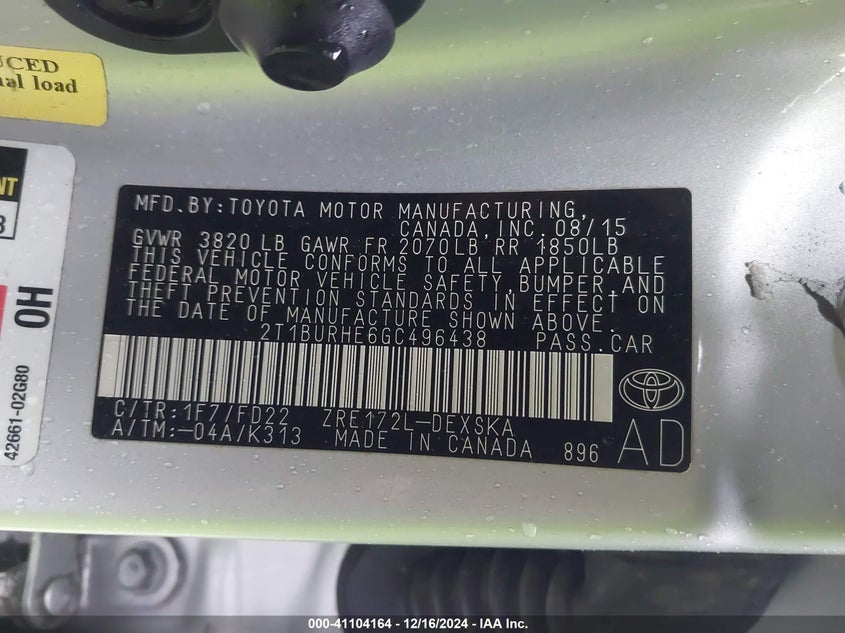 UCED
nal load
NT
3
OH
42661-02G80
MFD.BY:TOYOTA MOTOR MANUFACTURING,
CANADA,INC.08/15
GVWR 3820 LB GAWR FR 2070LB RR 1850LB
THIS VEHICLE CONFORMS TO ALL APPLICABLE
FEDERAL MOTOR VEHICLE SAFETY,BUMPER,AND
THEFT PREVENTION STANDARDS IN EFFECT ON
THE DATE OF MANUFACTURE SHOWN ABOVE.
2T1BURHE6GC496438 PASS.CAR
C/TR:1F7/FD22 ZRE172L-DEXSKA
A/TM:-04A/K313 MADE IN CANADA 896
AD
000-41104164 - 12/16/2024 - IAA Inc.